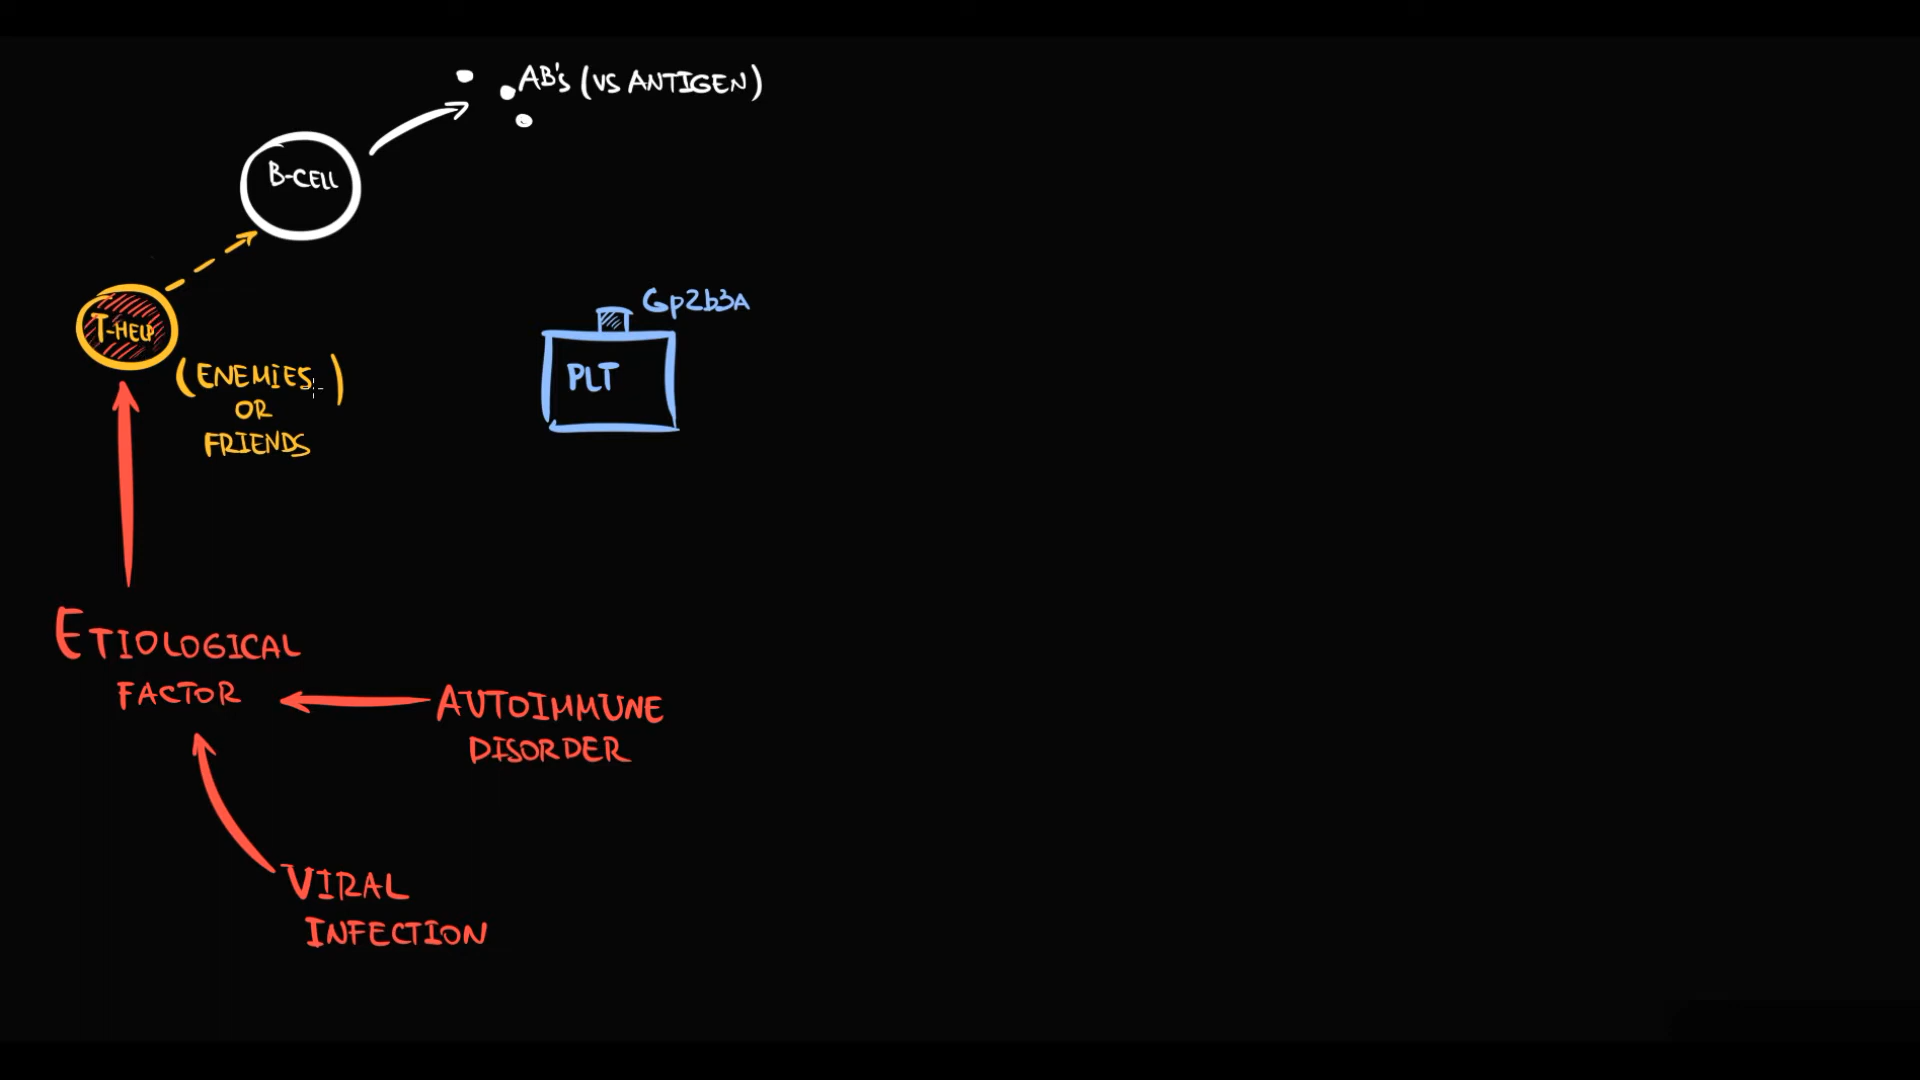 AB's (VS ANTIGEN)
B-CELL
T-HELP
(ENEMIES)
OR
FRIENDS
Gp2b3A
PLT
ETIOLOGICAL
FACTOR
AUTOIMMUNE
DISORDER
VIRAL
INFECTION